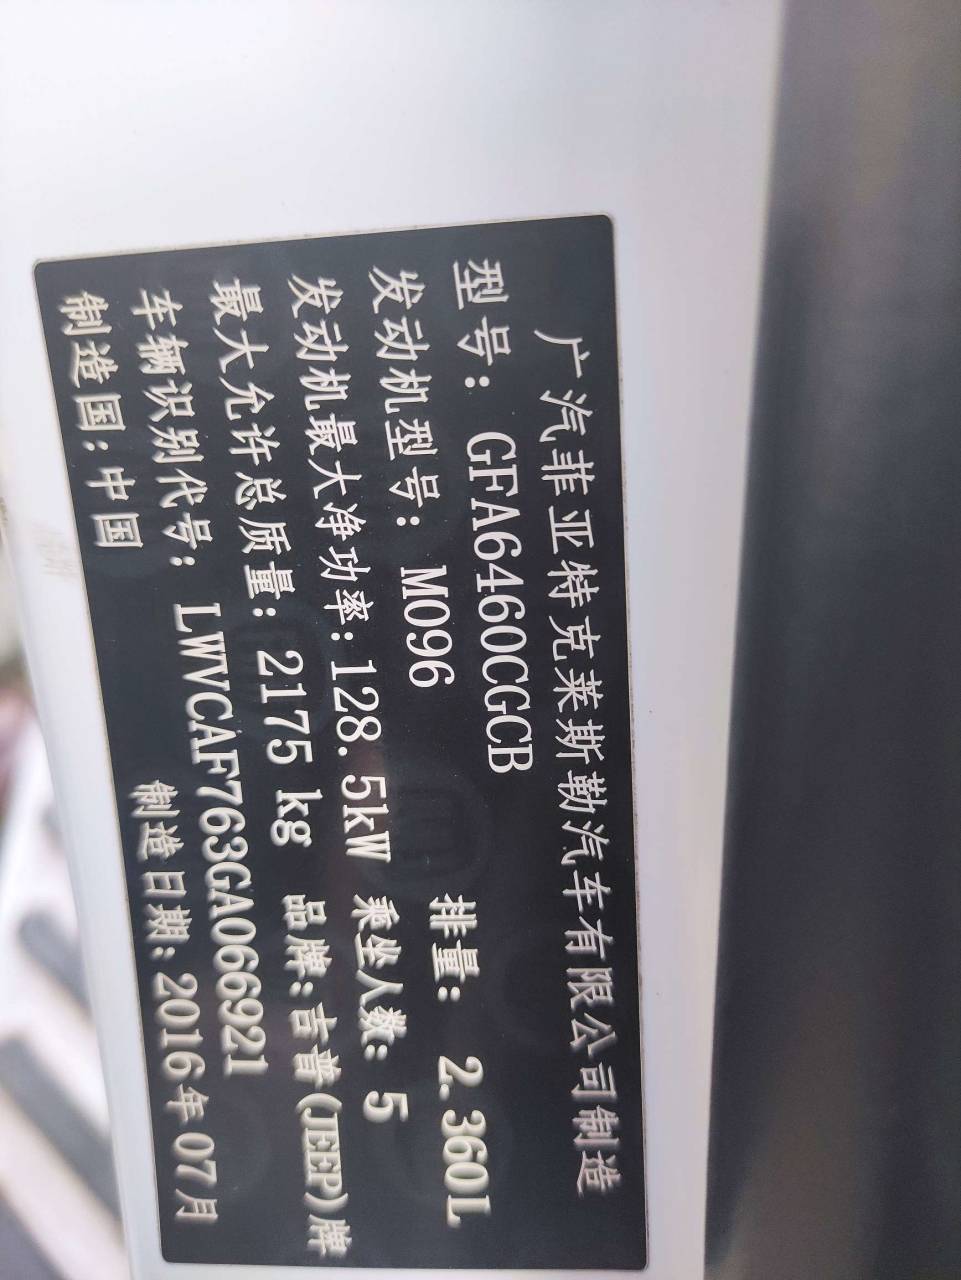 广汽菲亚特克莱斯勒汽车有限公司制造
型号: GFA6460CGCB
发动机型号: M096 排量: 2.360L
发动机最大净功率:128.5kW 乘坐人数: 5
最大允许总质量: 2175 kg 品牌:吉普(JEEP)牌
车辆识别代号: LWVCAF763GA066921
制造国:中国 制造日期: 2016年07月